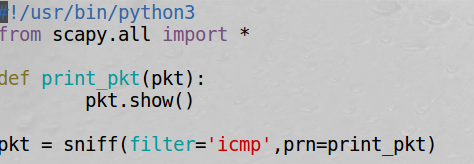 #!/usr/bin/python3
from scapy.all import *

def print_pkt(pkt):
        pkt.show()

pkt = sniff(filter='icmp',prn=print_pkt)